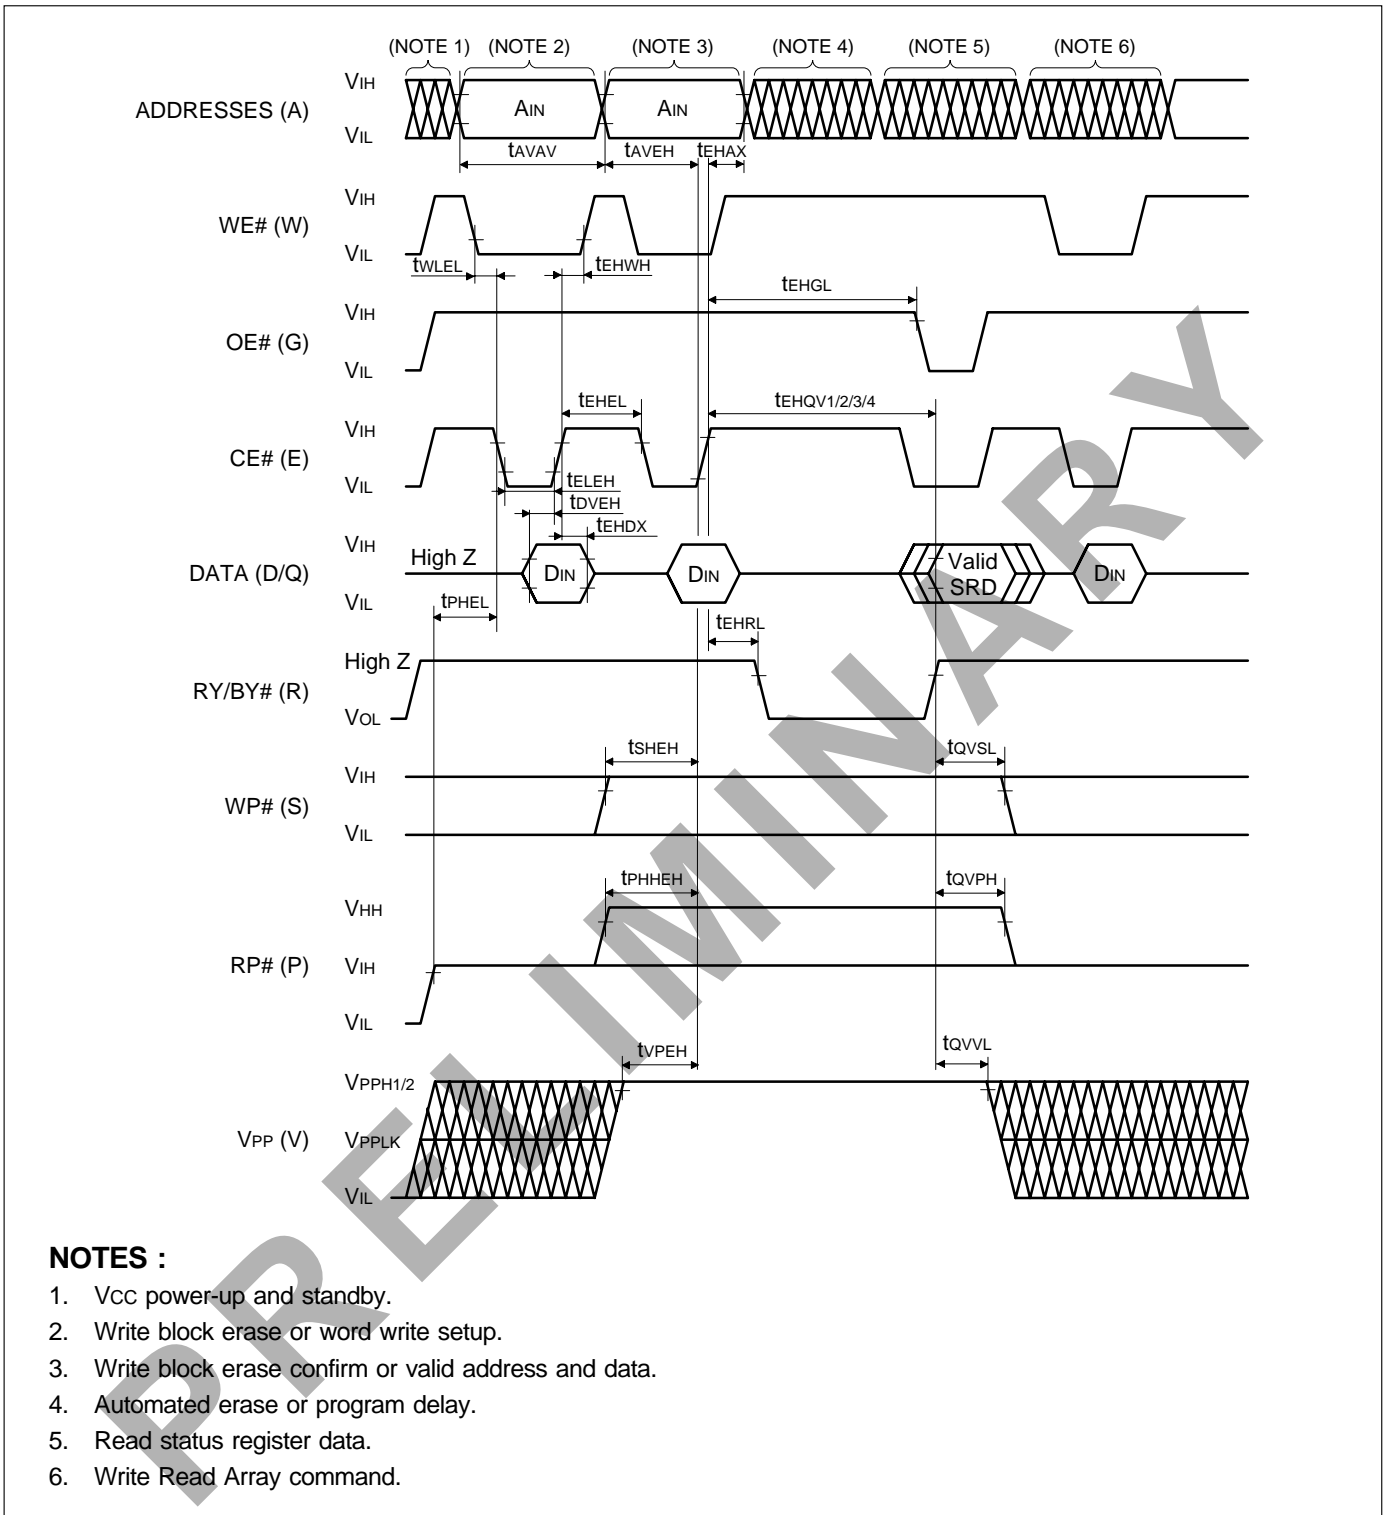 (NOTE 1) (NOTE 2) (NOTE 3) (NOTE 4) (NOTE 5) (NOTE 6)
VIH
ADDRESSES (A) AIN AIN
VIL
tAVAV tAVEH tEHAX
VIH
WE# (W)
VIL
tWLEL tEHWH
tEHGL
VIH
OE# (G)
VIL
tEHEL tEHQV1/2/3/4
VIH
CE# (E)
VIL
tELEH
tDVEH
tEHDX
VIH
High Z
DATA (D/Q) DIN DIN Valid SRD DIN
VIL
tPHEL
tEHRL
High Z
RY/BY# (R)
VOL
tSHEH tQVSL
VIH
WP# (S)
VIL
tPHHEH tQVPH
VHH
RP# (P) VIH
VIL
tVPEH tQVVL
VPPH1/2
VPP (V) VPPLK
VIL
PRELIMINARY
NOTES :
1. VCC power-up and standby.
2. Write block erase or word write setup.
3. Write block erase confirm or valid address and data.
4. Automated erase or program delay.
5. Read status register data.
6. Write Read Array command.